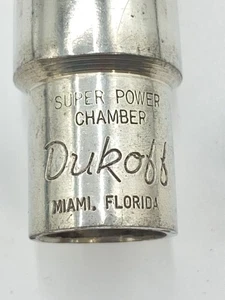 SUPER POWER
CHAMBER
Dukoff
MIAMI, FLORIDA